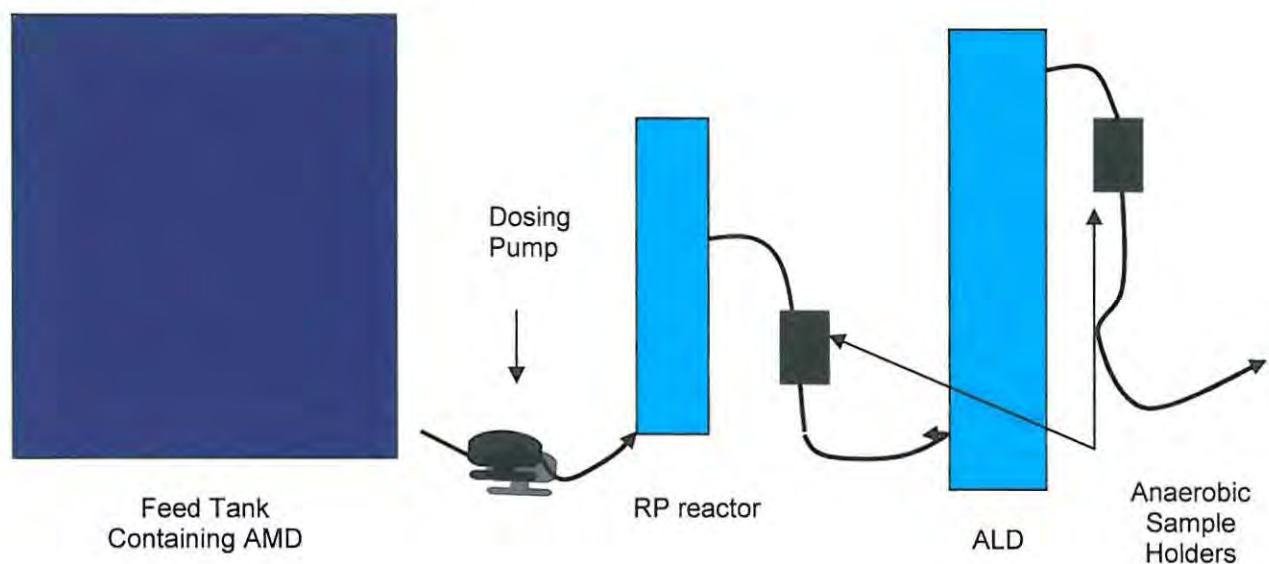 Dosing
Pump
Feed Tank
Containing AMD
RP reactor
ALD
Anaerobic
Sample
Holders